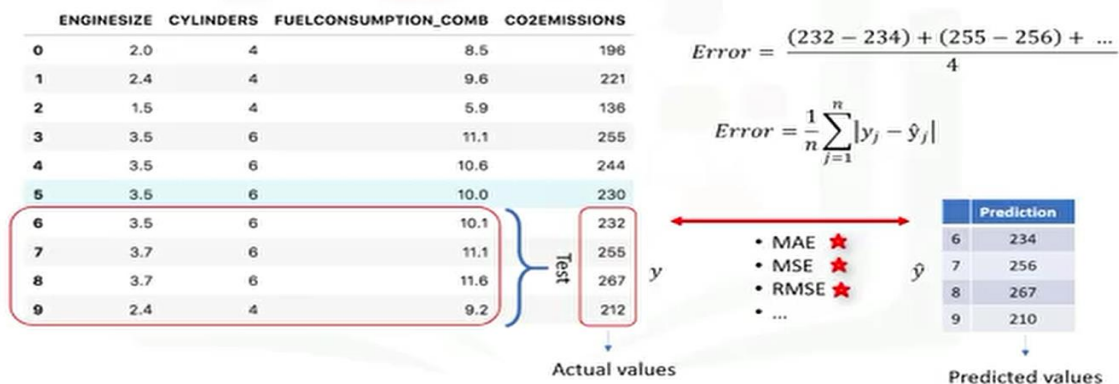 ENGINESIZE CYLINDERS FUELCONSUMPTION_COMB CO2EMISSIONS
0 2.0 4 8.5 196
1 2.4 4 9.6 221
2 1.5 4 5.9 136
3 3.5 6 11.1 255
4 3.5 6 10.6 244
5 3.5 6 10.0 230
6 3.5 6 10.1 232
7 3.7 6 11.1 255
8 3.7 6 11.6 267
9 2.4 4 9.2 212
Test
y
Actual values
Error = (232 − 234) + (255 − 256) + ...
4
Error = 1/n ∑ⁿⱼ₌₁ |yⱼ − ŷⱼ|
• MAE
• MSE
• RMSE
• ...
ŷ
Prediction
6 234
7 256
8 267
9 210
Predicted values